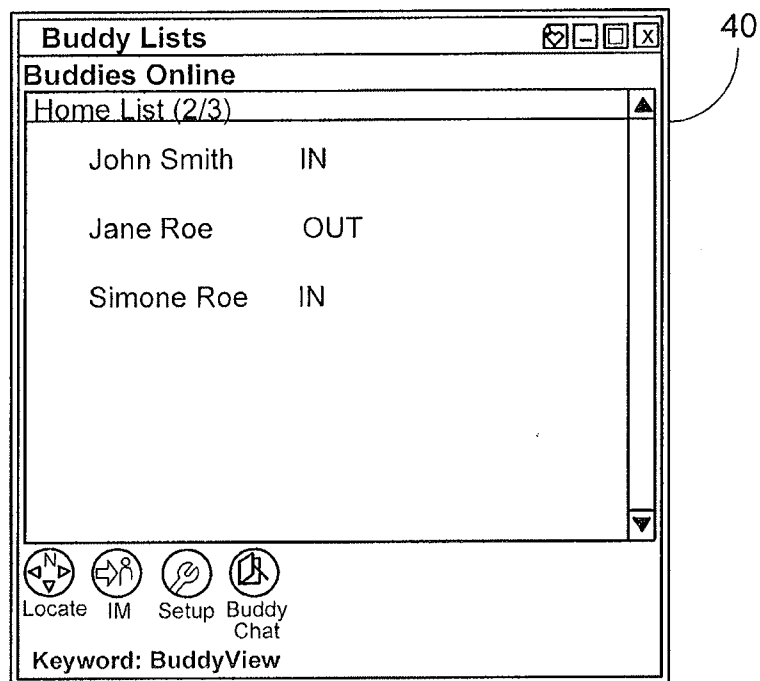 Buddy Lists
40
Buddies Online
Home List (2/3)
John Smith IN
Jane Roe OUT
Simone Roe IN
N
Locate IM Setup Buddy Chat
Keyword: BuddyView